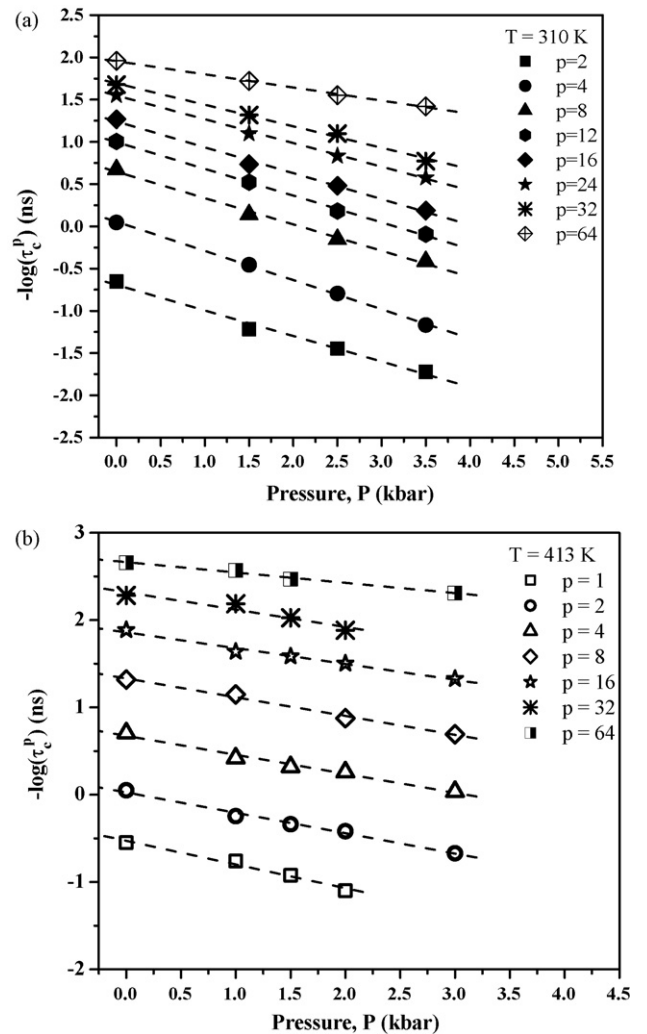 (a)
T = 310 K
p=2
p=4
p=8
p=12
p=16
p=24
p=32
p=64
2.5
2.0
1.5
1.0
0.5
0.0
-0.5
-1.0
-1.5
-2.0
-2.5
-log(τ_c^p) (ns)
0.0 0.5 1.0 1.5 2.0 2.5 3.0 3.5 4.0 4.5 5.0 5.5
Pressure, P (kbar)
(b)
T = 413 K
p = 1
p = 2
p = 4
p = 8
p = 16
p = 32
p = 64
3
2
1
0
-1
-2
-log(τ_c^p) (ns)
0.0 0.5 1.0 1.5 2.0 2.5 3.0 3.5 4.0 4.5
Pressure, P (kbar)